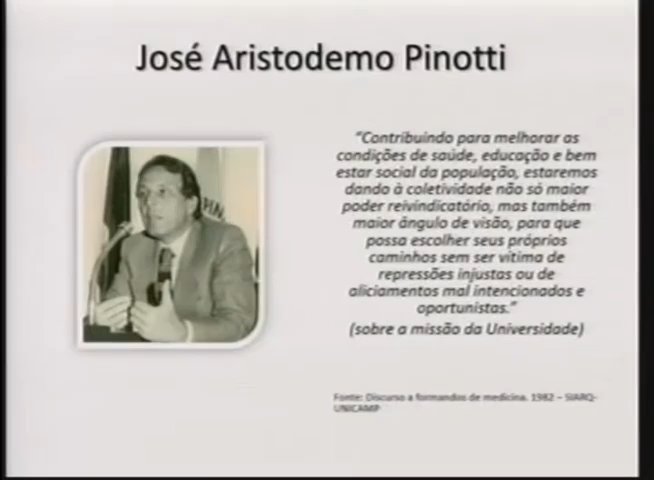 José Aristodemo Pinotti
"Contribuindo para melhorar as
condições de saúde, educação e bem
estar social da população, estaremos
dando à coletividade não só maior
poder reivindicatório, mas também
maior ângulo de visão, para que
possa escolher seus próprios
caminhos sem ser vítima de
repressões injustas ou de
aliciamentos mal intencionados e
oportunistas."
(sobre a missão da Universidade)
Fonte: Discurso a formandos de medicina. 1982 – SIARQ-
UNICAMP